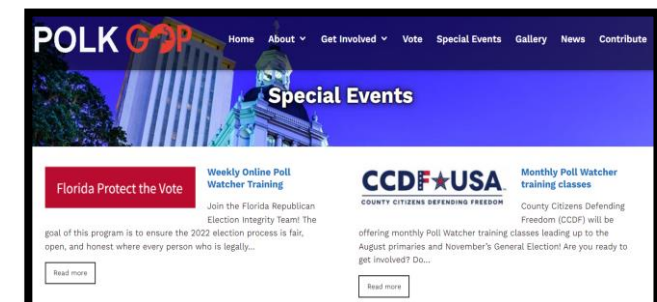 POLK GOP
Home About Get Involved Vote Special Events Gallery News Contribute
Special Events
Florida Protect the Vote
Weekly Online Poll
Watcher Training
Join the Florida Republican
Election Integrity Team! The
goal of this program is to ensure the 2022 election process is fair,
open, and honest where every person who is legally...
Read more
CCDF★USA
COUNTY CITIZENS DEFENDING FREEDOM
Monthly Poll Watcher
training classes
County Citizens Defending
Freedom (CCDF) will be
offering monthly Poll Watcher training classes leading up to the
August primaries and November's General Election! Are you ready to
get involved? Do...
Read more